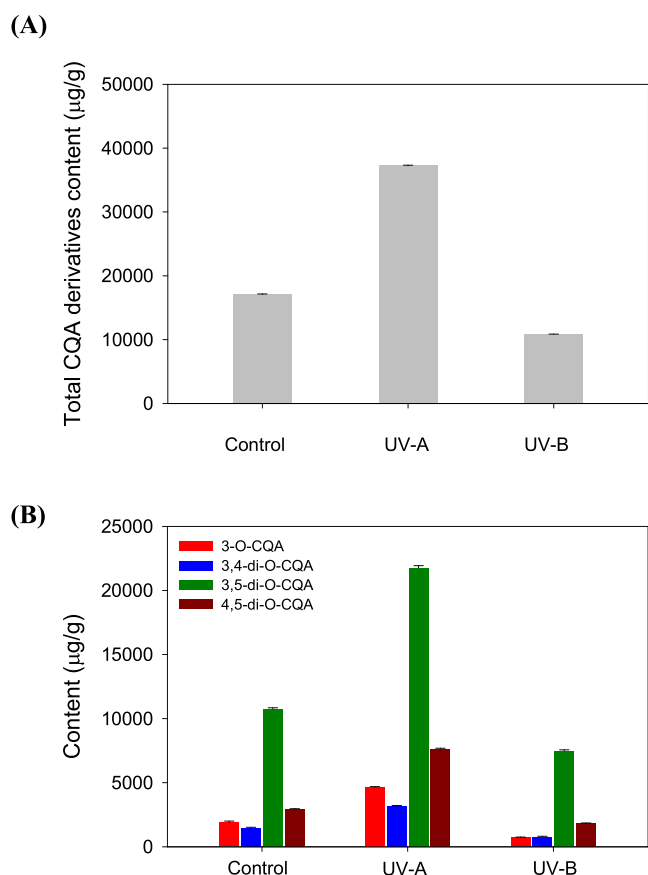 (A)
Total CQA derivatives content (μg/g)
50000
40000
30000
20000
10000
0
Control UV-A UV-B
(B)
Content (μg/g)
25000
20000
15000
10000
5000
0
3-O-CQA
3,4-di-O-CQA
3,5-di-O-CQA
4,5-di-O-CQA
Control UV-A UV-B